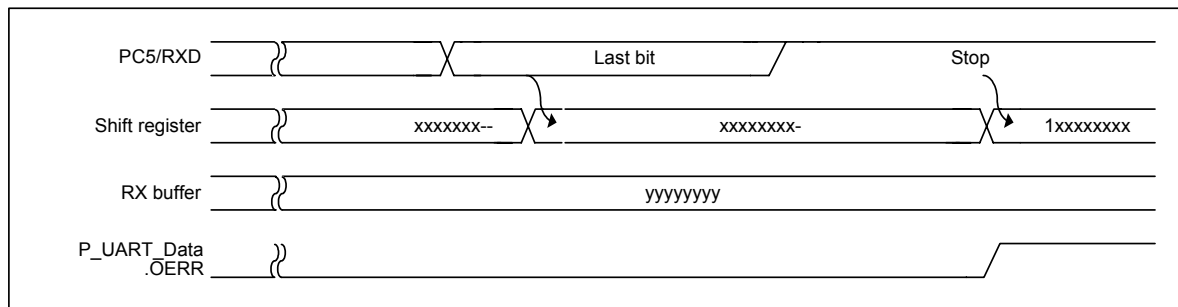 PC5/RXD
Last bit
Stop
Shift register
xxxxxxx--
xxxxxxxx-
1xxxxxxxx
RX buffer
yyyyyyyy
P_UART_Data
.OERR